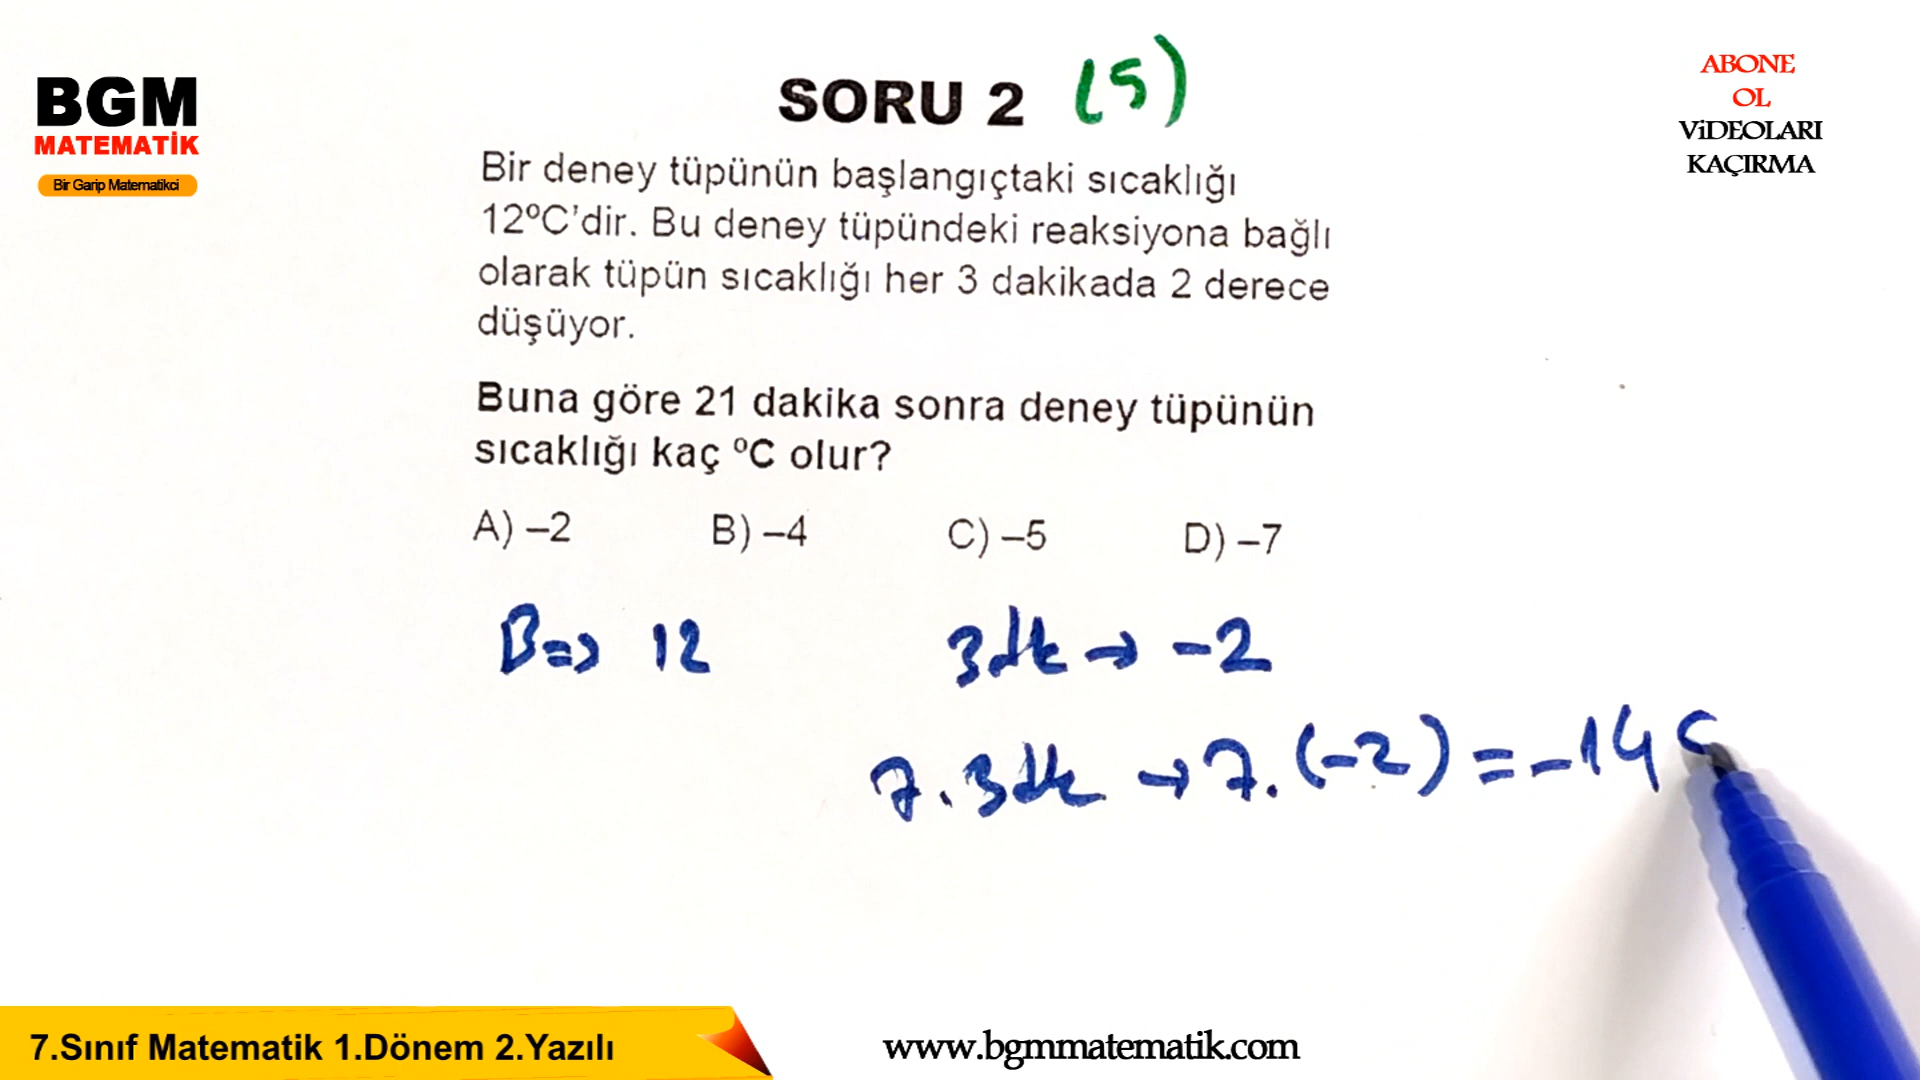 BGM
MATEMATİK
Bir Garip Matematikci
SORU 2 (5)
ABONE
OL
ViDEOLARI
KAÇIRMA
Bir deney tüpünün başlangıçtaki sıcaklığı
12ºC'dir. Bu deney tüpündeki reaksiyona bağlı
olarak tüpün sıcaklığı her 3 dakikada 2 derece
düşüyor.
Buna göre 21 dakika sonra deney tüpünün
sıcaklığı kaç ºC olur?
A) –2 B) –4 C) –5 D) –7
B=> 12 3dk → -2
7.3dk → 7.(-2) = -14
7.Sınıf Matematik 1.Dönem 2.Yazılı
www.bgmmatematik.com